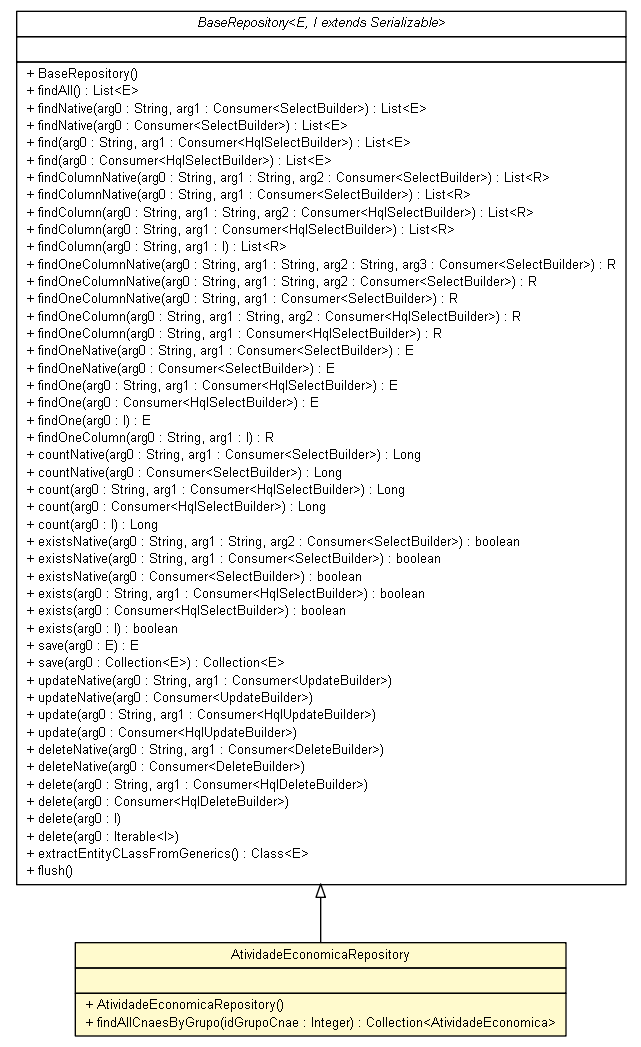 BaseRepository<E, I extends Serializable>
+ BaseRepository()
+ findAll() : List<E>
+ findNative(arg0 : String, arg1 : Consumer<SelectBuilder>) : List<E>
+ findNative(arg0 : Consumer<SelectBuilder>) : List<E>
+ find(arg0 : String, arg1 : Consumer<HqlSelectBuilder>) : List<E>
+ find(arg0 : Consumer<HqlSelectBuilder>) : List<E>
+ findColumnNative(arg0 : String, arg1 : String, arg2 : Consumer<SelectBuilder>) : List<R>
+ findColumnNative(arg0 : String, arg1 : Consumer<SelectBuilder>) : List<R>
+ findColumn(arg0 : String, arg1 : String, arg2 : Consumer<HqlSelectBuilder>) : List<R>
+ findColumn(arg0 : String, arg1 : Consumer<HqlSelectBuilder>) : List<R>
+ findColumn(arg0 : String, arg1 : I) : List<R>
+ findOneColumnNative(arg0 : String, arg1 : String, arg2 : String, arg3 : Consumer<SelectBuilder>) : R
+ findOneColumnNative(arg0 : String, arg1 : String, arg2 : Consumer<SelectBuilder>) : R
+ findOneColumnNative(arg0 : String, arg1 : Consumer<SelectBuilder>) : R
+ findOneColumn(arg0 : String, arg1 : String, arg2 : Consumer<HqlSelectBuilder>) : R
+ findOneColumn(arg0 : String, arg1 : Consumer<HqlSelectBuilder>) : R
+ findOneNative(arg0 : String, arg1 : Consumer<SelectBuilder>) : E
+ findOneNative(arg0 : Consumer<SelectBuilder>) : E
+ findOne(arg0 : String, arg1 : Consumer<HqlSelectBuilder>) : E
+ findOne(arg0 : Consumer<HqlSelectBuilder>) : E
+ findOne(arg0 : I) : E
+ findOneColumn(arg0 : String, arg1 : I) : R
+ countNative(arg0 : String, arg1 : Consumer<SelectBuilder>) : Long
+ countNative(arg0 : Consumer<SelectBuilder>) : Long
+ count(arg0 : String, arg1 : Consumer<HqlSelectBuilder>) : Long
+ count(arg0 : Consumer<HqlSelectBuilder>) : Long
+ count(arg0 : I) : Long
+ existsNative(arg0 : String, arg1 : String, arg2 : Consumer<SelectBuilder>) : boolean
+ existsNative(arg0 : String, arg1 : Consumer<SelectBuilder>) : boolean
+ existsNative(arg0 : Consumer<SelectBuilder>) : boolean
+ exists(arg0 : String, arg1 : Consumer<HqlSelectBuilder>) : boolean
+ exists(arg0 : Consumer<HqlSelectBuilder>) : boolean
+ exists(arg0 : I) : boolean
+ save(arg0 : E) : E
+ save(arg0 : Collection<E>) : Collection<E>
+ updateNative(arg0 : String, arg1 : Consumer<UpdateBuilder>)
+ updateNative(arg0 : Consumer<UpdateBuilder>)
+ update(arg0 : String, arg1 : Consumer<HqlUpdateBuilder>)
+ update(arg0 : Consumer<HqlUpdateBuilder>)
+ deleteNative(arg0 : String, arg1 : Consumer<DeleteBuilder>)
+ deleteNative(arg0 : Consumer<DeleteBuilder>)
+ delete(arg0 : String, arg1 : Consumer<HqlDeleteBuilder>)
+ delete(arg0 : Consumer<HqlDeleteBuilder>)
+ delete(arg0 : I)
+ delete(arg0 : Iterable<I>)
+ extractEntityCLassFromGenerics() : Class<E>
+ flush()
AtividadeEconomicaRepository
+ AtividadeEconomicaRepository()
+ findAllCnaesByGrupo(idGrupoCnae : Integer) : Collection<AtividadeEconomica>